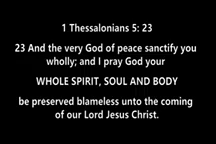 1 Thessalonians 5: 23
23 And the very God of peace sanctify you
wholly; and I pray God your
WHOLE SPIRIT, SOUL AND BODY
be preserved blameless unto the coming
of our Lord Jesus Christ.